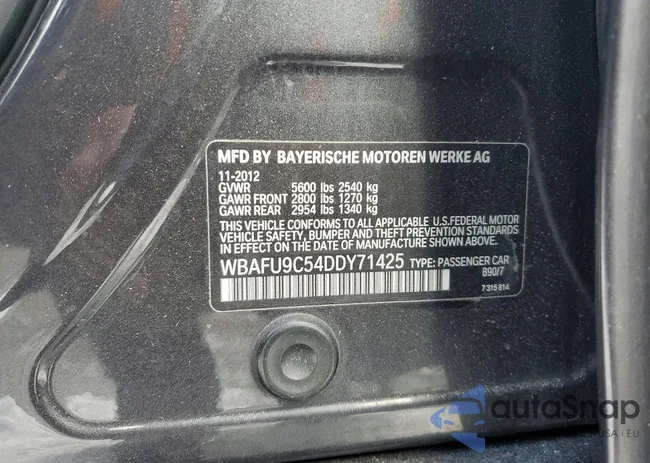 MFD BY BAYERISCHE MOTOREN WERKE AG
11-2012
GVWR 5600 lbs 2540 kg
GAWR FRONT 2800 lbs 1270 kg
GAWR REAR 2954 lbs 1340 kg
THIS VEHICLE CONFORMS TO ALL APPLICABLE U.S.FEDERAL MOTOR
VEHICLE SAFETY, BUMPER AND THEFT PREVENTION STANDARDS
IN EFFECT ON THE DATE OF MANUFACTURE SHOWN ABOVE.
WBAFU9C54DDY71425 TYPE: PASSENGER CAR
890/7
7 315 814
autoSnap
USA - EU